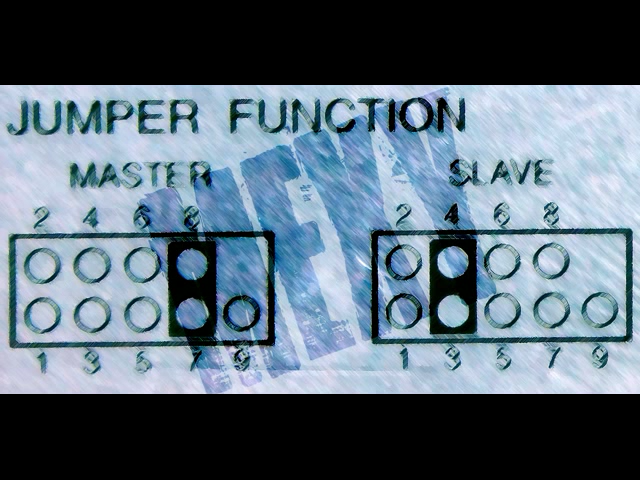 JUMPER FUNCTION
MASTER SLAVE
2 4 6 8 2 4 6 8
1 3 5 7 9 1 3 5 7 9